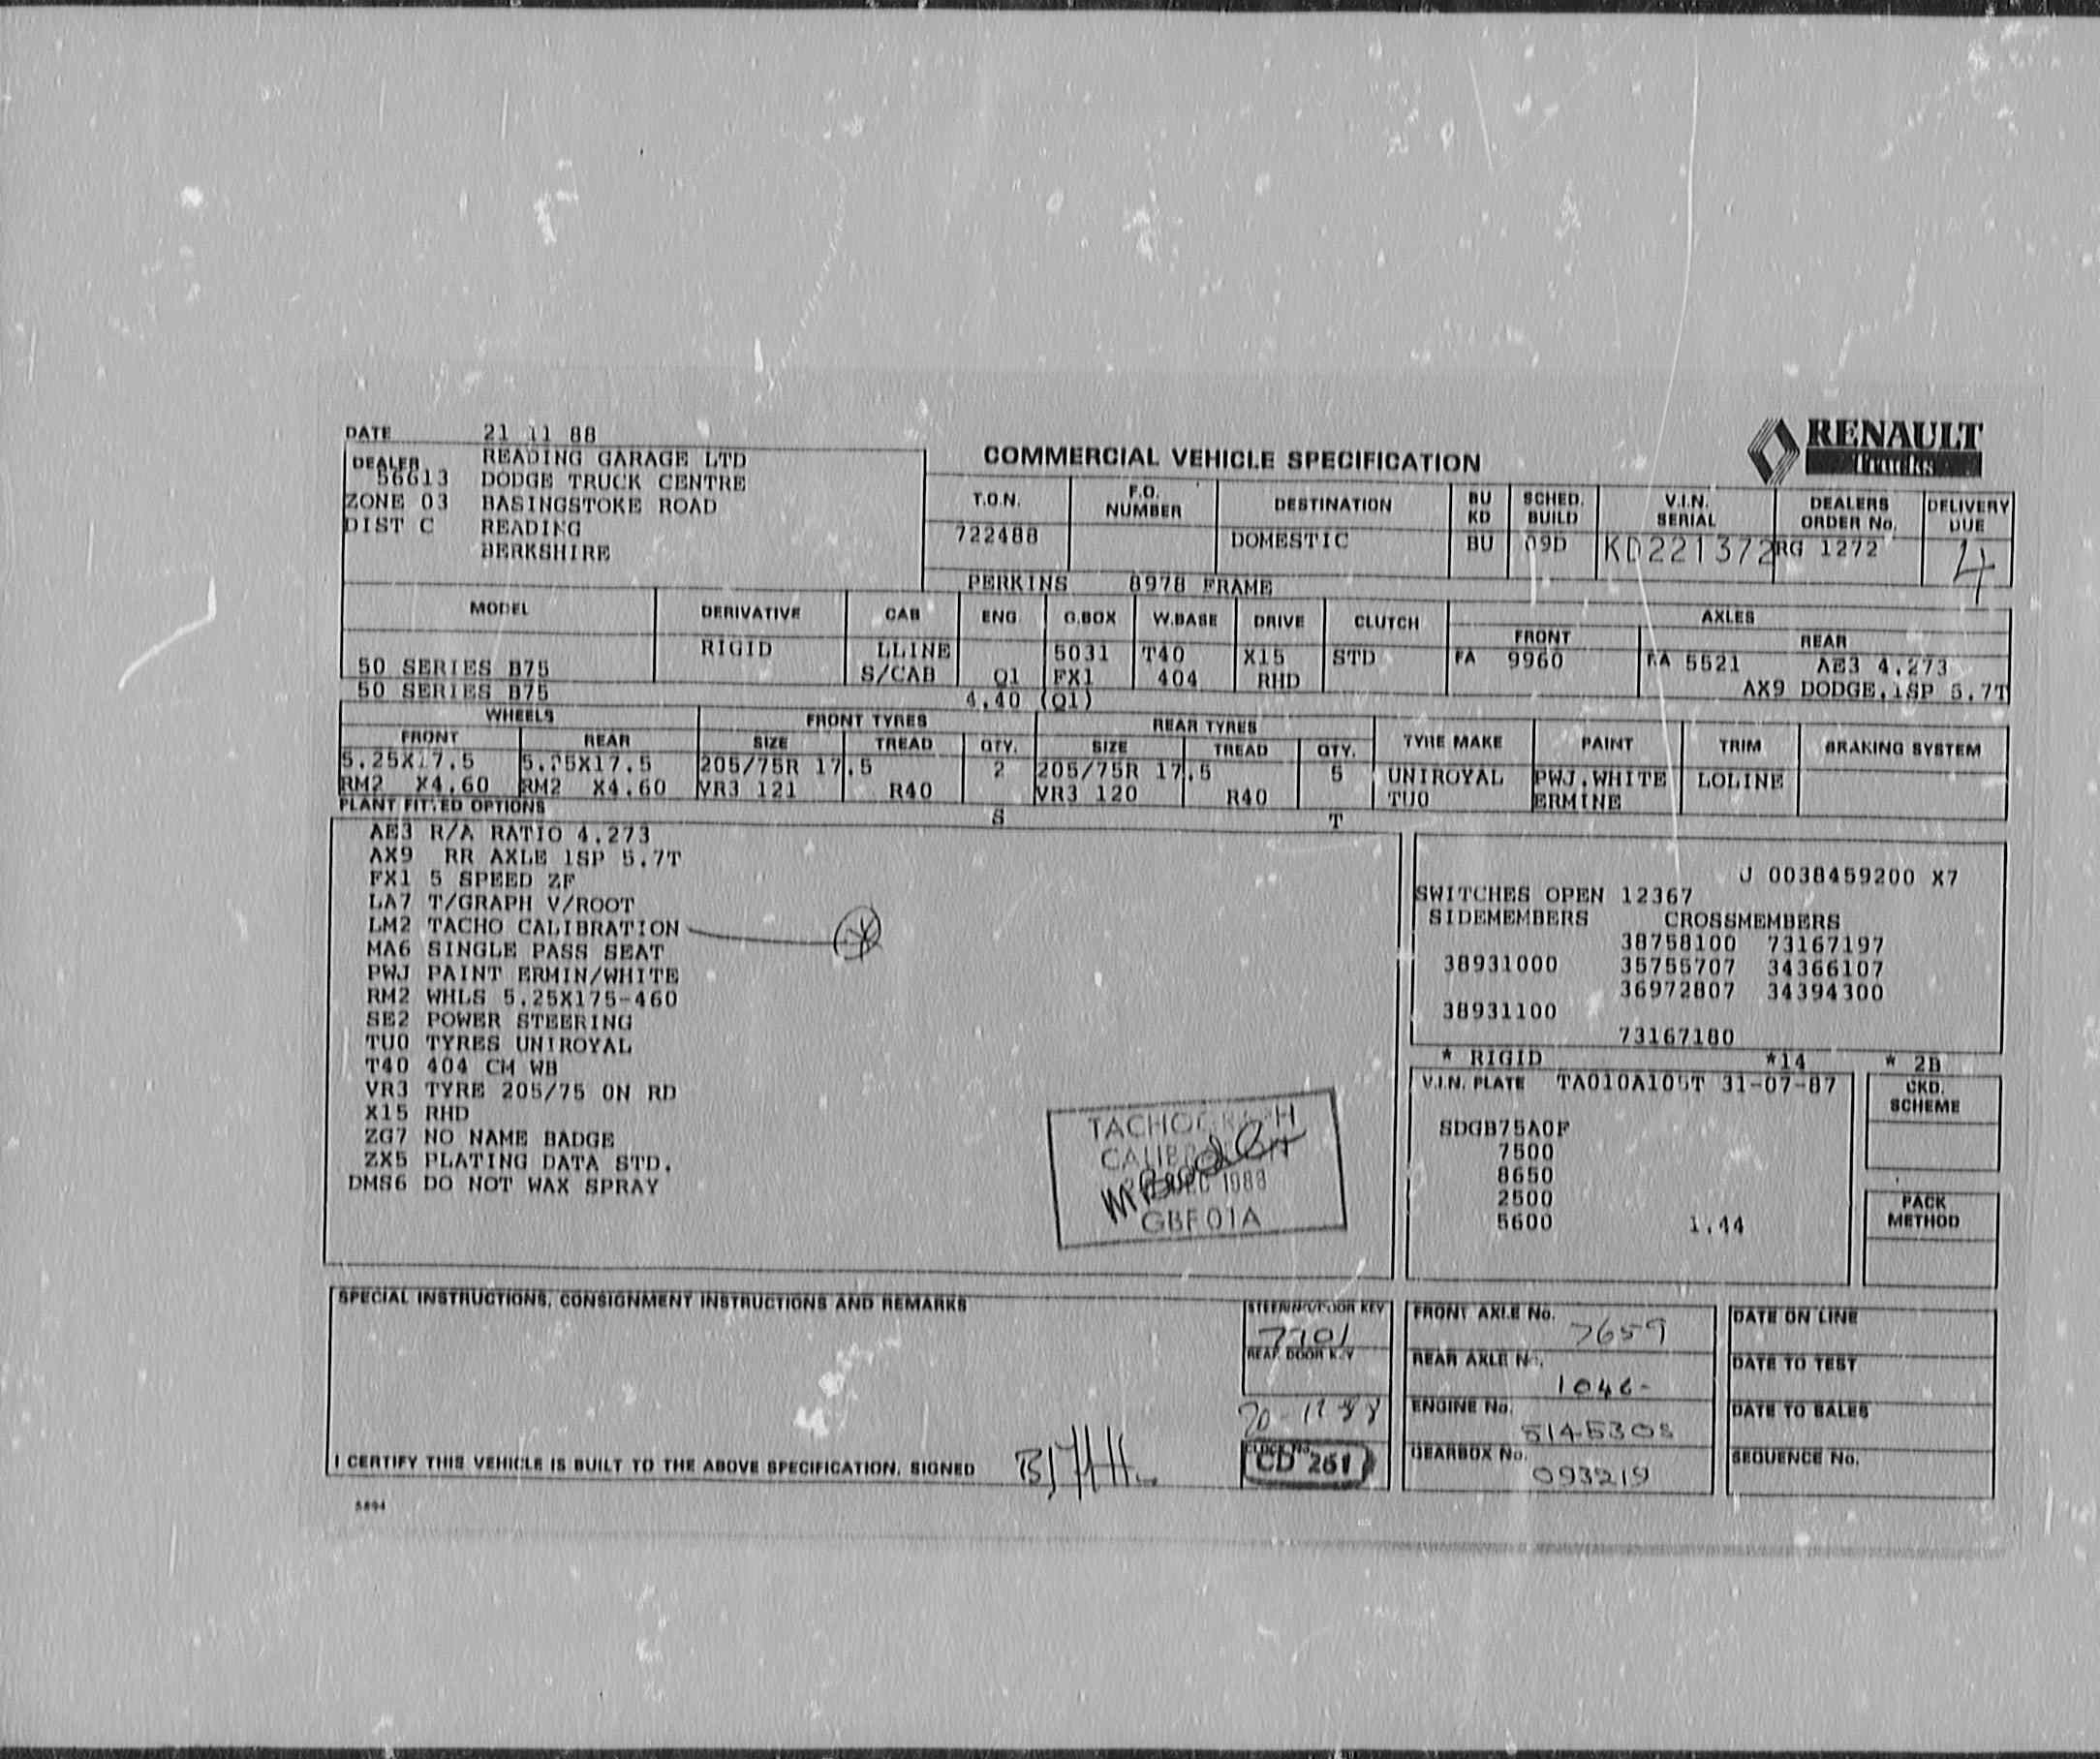 DATE 21 11 88
DEALER READING GARAGE LTD
56613 DODGE TRUCK CENTRE
ZONE 03 BASINGSTOKE ROAD
DIST C READING
BERKSHIRE
COMMERCIAL VEHICLE SPECIFICATION
RENAULT
Trucks
T.O.N. F.O. NUMBER DESTINATION BU KD SCHED. BUILD V.I.N. SERIAL DEALERS ORDER No. DELIVERY DUE
722488 DOMESTIC BU 09D KD221372 RG 1272 4
PERKINS 8978 FRAME
MODEL DERIVATIVE CAB ENG G.BOX W.BASE DRIVE CLUTCH AXLES
FRONT REAR
RIGID LLINE 5031 T40 X15 STD FA 9960 RA 5521 AE3 4.273
50 SERIES B75 S/CAB Q1 FX1 404 RHD AX9 DODGE,1SP 5.7T
50 SERIES B75 4.40 (Q1)
WHEELS FRONT TYRES REAR TYRES TYRE MAKE PAINT TRIM BRAKING SYSTEM
FRONT REAR SIZE TREAD QTY. SIZE TREAD QTY.
5.25X17.5 5.25X17.5 205/75R 17.5 2 205/75R 17.5 5 UNIROYAL PWJ.WHITE LOLINE
RM2 X4.60 RM2 X4.60 VR3 121 R40 VR3 120 R40 TU0 ERMINE
PLANT FITTED OPTIONS S T
AE3 R/A RATIO 4.273
AX9 RR AXLE 1SP 5.7T
FX1 5 SPEED ZF
LA7 T/GRAPH V/ROOT
LM2 TACHO CALIBRATION
MA6 SINGLE PASS SEAT
PWJ PAINT ERMIN/WHITE
RM2 WHLS 5.25X175-460
SE2 POWER STEERING
TU0 TYRES UNIROYAL
T40 404 CM WB
VR3 TYRE 205/75 ON RD
X15 RHD
ZG7 NO NAME BADGE
ZX5 PLATING DATA STD.
DMS6 DO NOT WAX SPRAY
TACHOGRAPH
CALIBRATION
DEC 1988
GBF01A
J 0038459200 X7
SWITCHES OPEN 12367
SIDEMEMBERS CROSSMEMBERS
38758100 73167197
38931000 35755707 34366107
36972807 34394300
38931100
73167180
* RIGID *14 * 2B
V.I.N. PLATE TA010A105T 31-07-87
SDGB75A0F
7500
8650
2500
5600 1.44
CKD. SCHEME
PACK METHOD
SPECIAL INSTRUCTIONS, CONSIGNMENT INSTRUCTIONS AND REMARKS
STEERING/DOOR KEY
7701
REAR DOOR KEY
CLOCK No.
CD 261
I CERTIFY THIS VEHICLE IS BUILT TO THE ABOVE SPECIFICATION. SIGNED
FRONT AXLE No. 7659
REAR AXLE No. 1046-
ENGINE No. 5145305
GEARBOX No. 093219
DATE ON LINE
DATE TO TEST
DATE TO SALES
SEQUENCE No.
5894